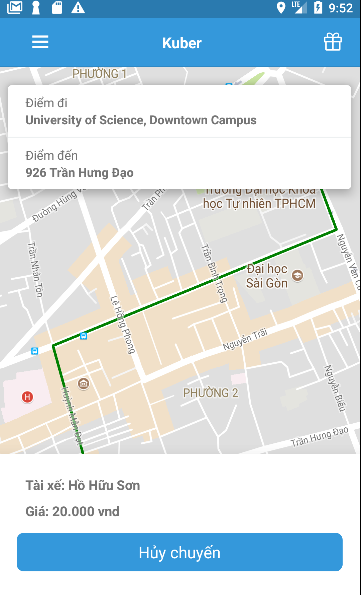 LTE 9:52
Kuber
PHƯỜNG 1
Điểm đi
University of Science, Downtown Campus
Điểm đến
926 Trần Hưng Đạo
Trường Đại học Khoa
học Tự nhiên TPHCM
Đường Hùng V
Trần Ph
Trần Nhân Tôn
Trần Bình Trọng
Nguyễn Văn C
Đại học
Sài Gòn
Lê Hồng Phong
Nguyễn Trãi
H
Huỳnh Mẫn Đạt
PHƯỜNG 2
Nguyễn Biểu
Trần Hưng Đạo
Tài xế: Hồ Hữu Sơn
Giá: 20.000 vnd
Hủy chuyến